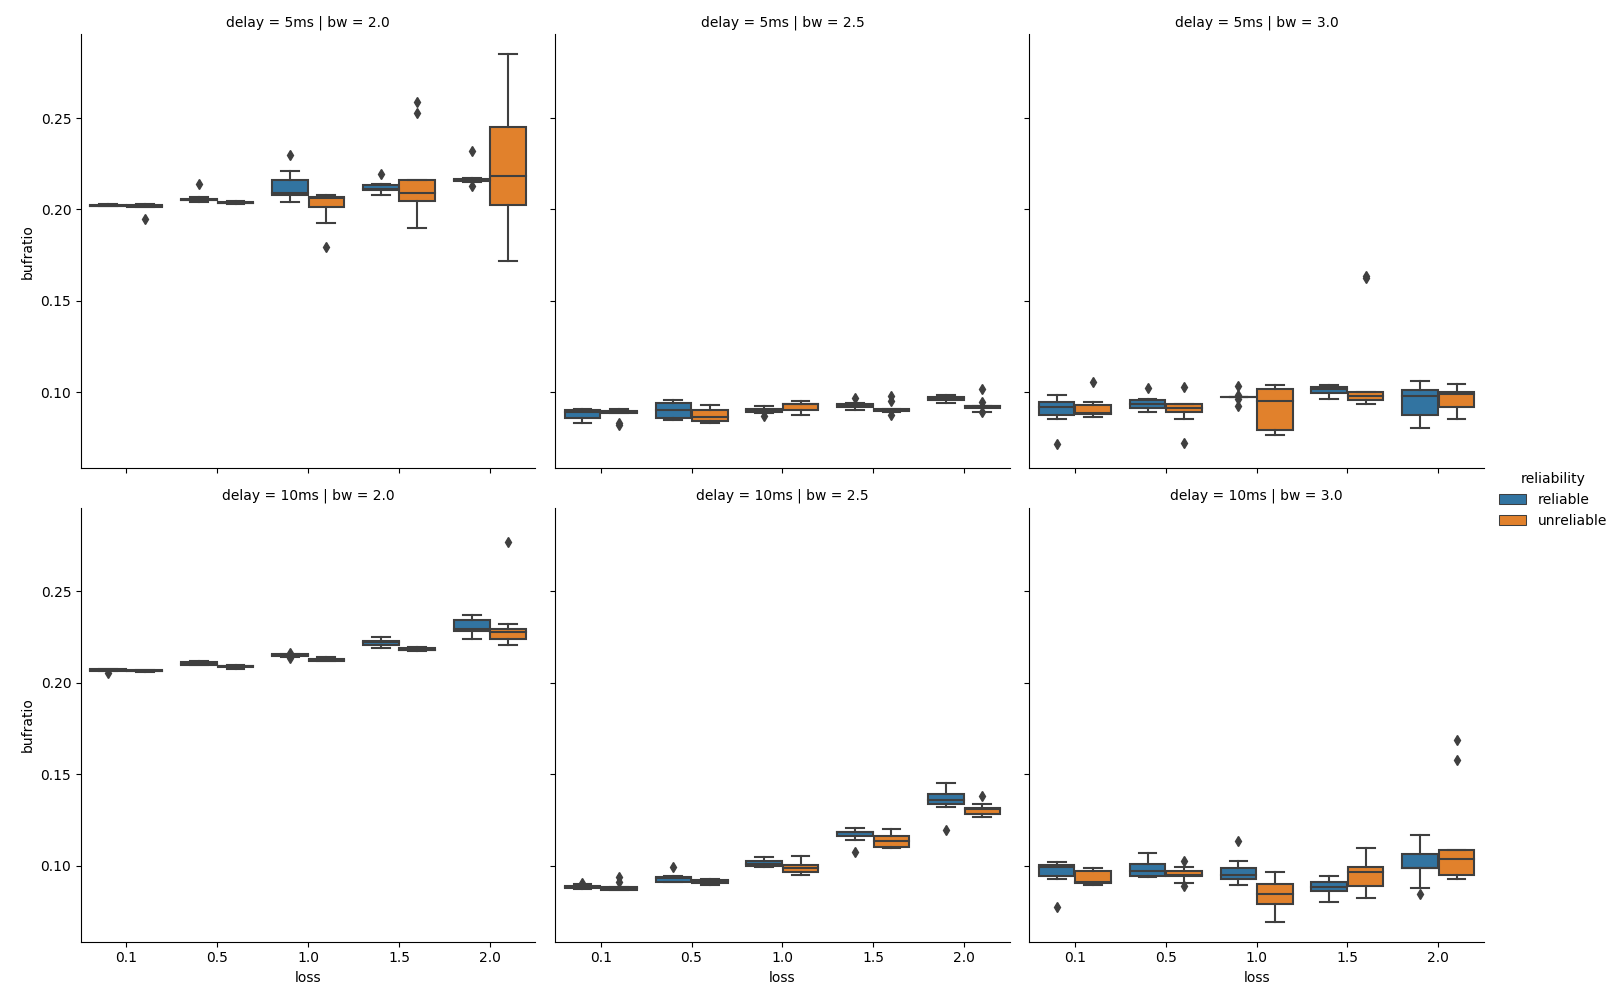 delay = 5ms | bw = 2.0
delay = 5ms | bw = 2.5
delay = 5ms | bw = 3.0
0.25
0.20
0.15
0.10
bufratio
delay = 10ms | bw = 2.0
delay = 10ms | bw = 2.5
delay = 10ms | bw = 3.0
reliability
reliable
unreliable
0.25
0.20
0.15
0.10
bufratio
0.1 0.5 1.0 1.5 2.0
0.1 0.5 1.0 1.5 2.0
0.1 0.5 1.0 1.5 2.0
loss
loss
loss